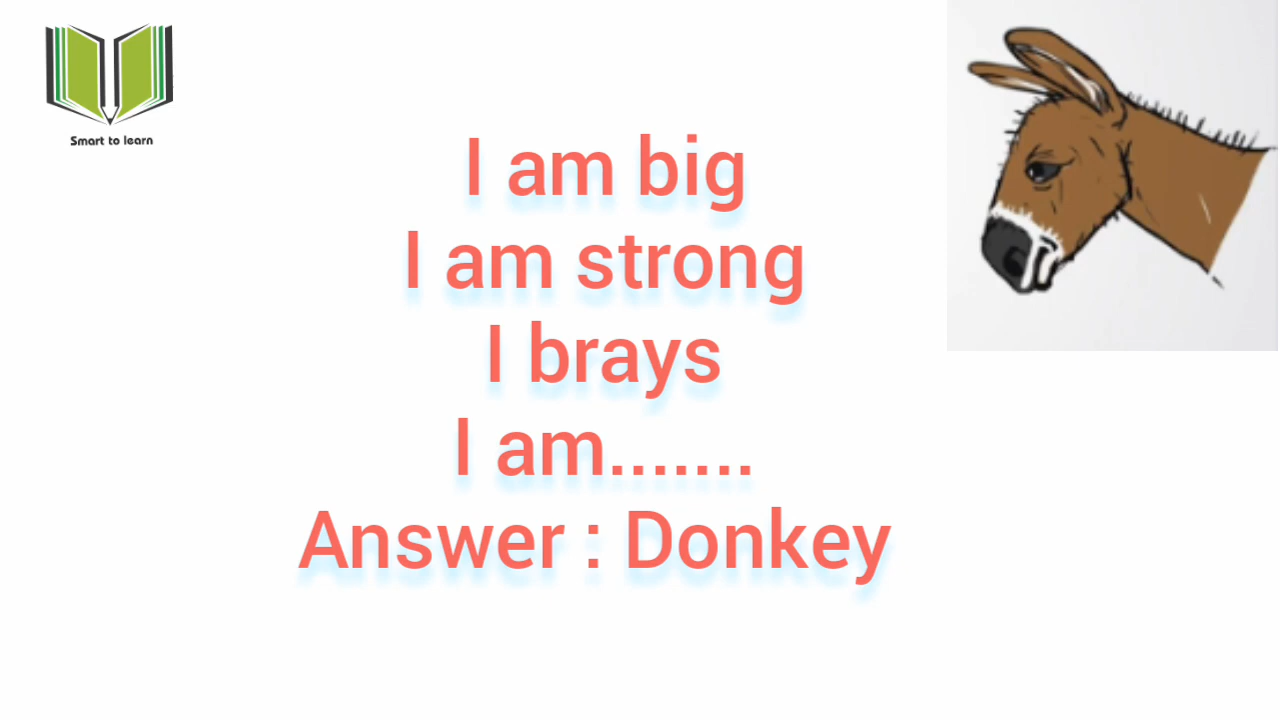 Smart to learn
I am big
I am strong
I brays
I am.......
Answer : Donkey